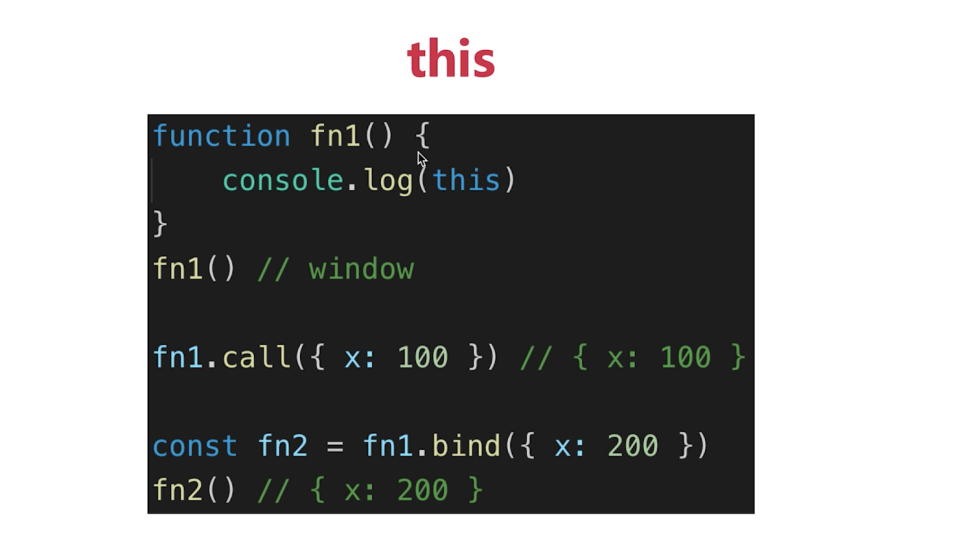 this
function fn1() {
    console.log(this)
}
fn1() // window
fn1.call({ x: 100 }) // { x: 100 }
const fn2 = fn1.bind({ x: 200 })
fn2() // { x: 200 }